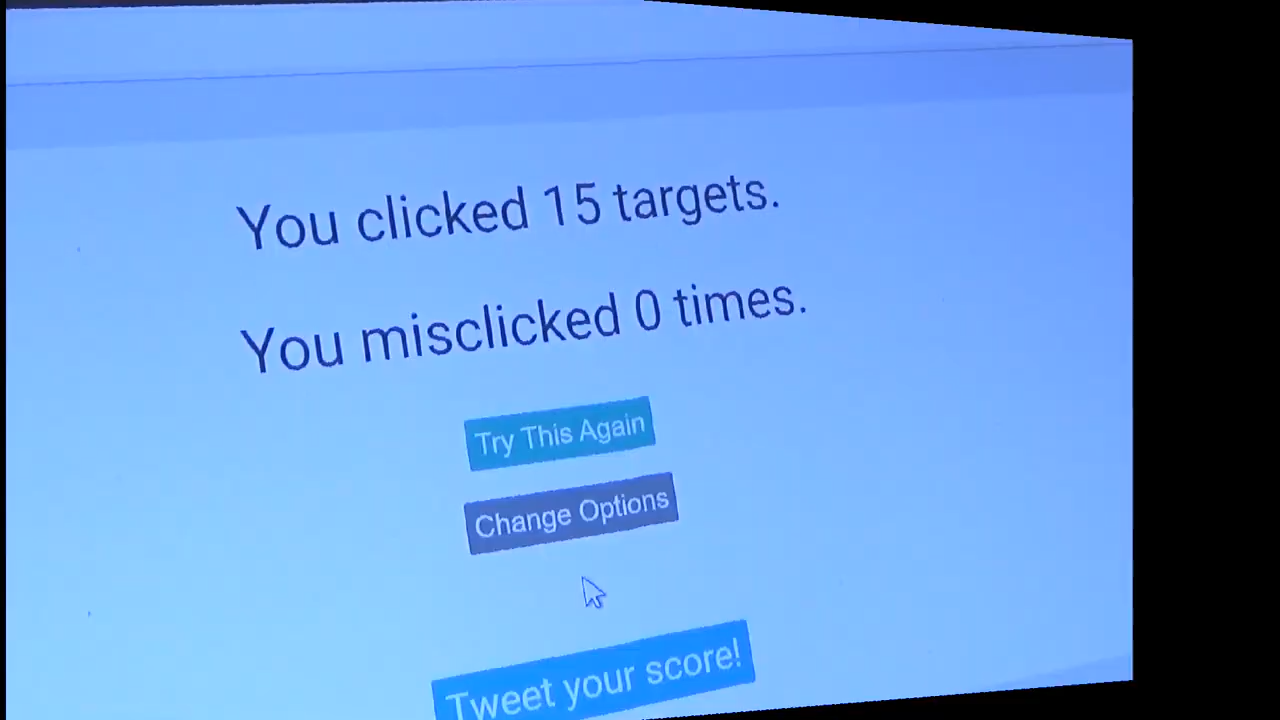 You clicked 15 targets.
You misclicked 0 times.
Try This Again
Change Options
Tweet your score!